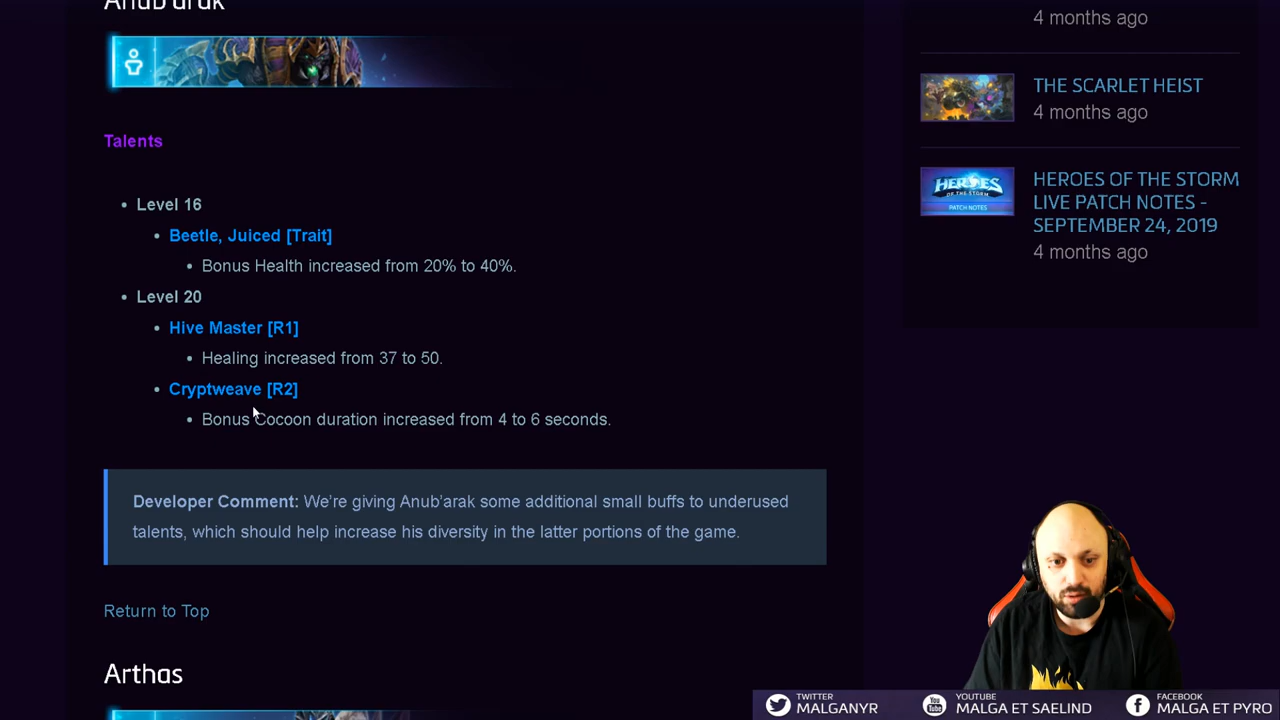 Anub'arak
4 months ago
THE SCARLET HEIST
4 months ago
HEROES OF THE STORM
LIVE PATCH NOTES -
SEPTEMBER 24, 2019
4 months ago
HEROES
OF THE STORM
PATCH NOTES
Talents
• Level 16
• Beetle, Juiced [Trait]
• Bonus Health increased from 20% to 40%.
• Level 20
• Hive Master [R1]
• Healing increased from 37 to 50.
• Cryptweave [R2]
• Bonus Cocoon duration increased from 4 to 6 seconds.
Developer Comment: We're giving Anub'arak some additional small buffs to underused
talents, which should help increase his diversity in the latter portions of the game.
Return to Top
Arthas
TWITTER
MALGANYR
You
Tube
YOUTUBE
MALGA ET SAELIND
FACEBOOK
MALGA ET PYRO